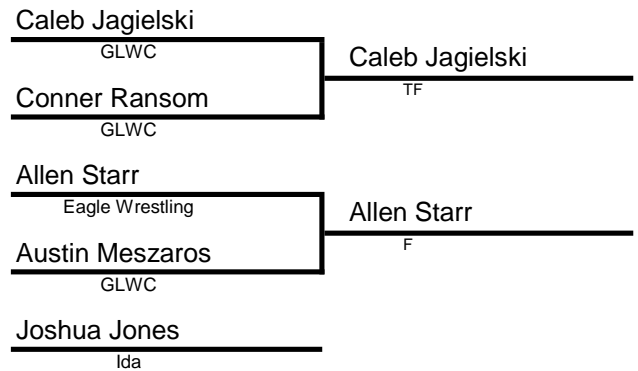 Caleb Jagielski
GLWC
Caleb Jagielski
TF
Conner Ransom
GLWC
Allen Starr
Eagle Wrestling
Allen Starr
F
Austin Meszaros
GLWC
Joshua Jones
Ida